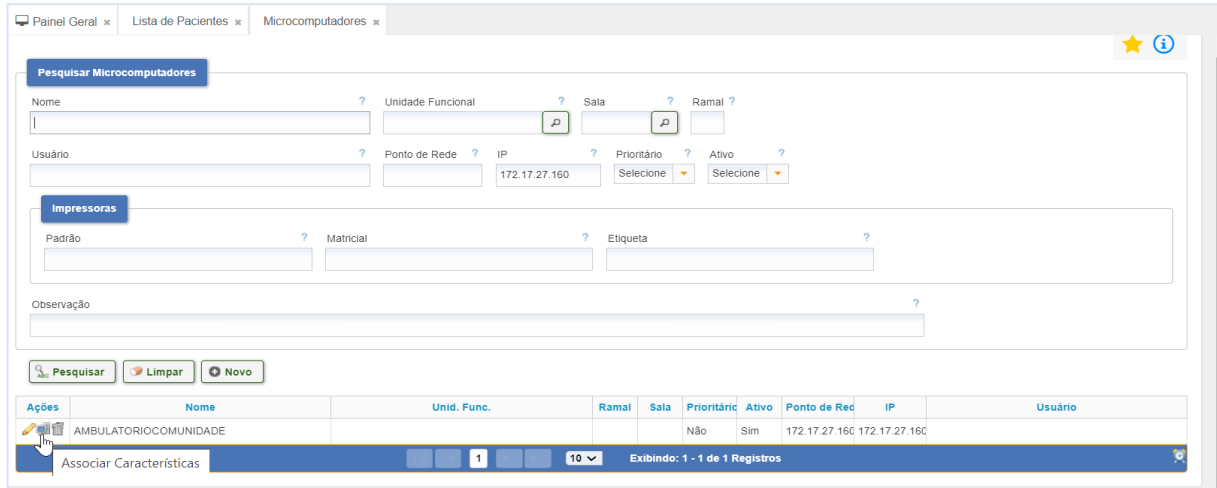 Painel Geral Lista de Pacientes Microcomputadores
Pesquisar Microcomputadores
Nome ? Unidade Funcional ? Sala ? Ramal ?
Usuário ? Ponto de Rede ? IP ? Prioritário ? Ativo ?
172.17.27.160 Selecione Selecione
Impressoras
Padrão ? Matricial ? Etiqueta ?
Observação ?
ABC Pesquisar Limpar Novo
Ações Nome Unid. Func. Ramal Sala Prioritário Ativo Ponto de Red IP Usuário
AMBULATORIOCOMUNIDADE Não Sim 172.17.27.160 172.17.27.160
1 10 Exibindo: 1 - 1 de 1 Registros
Associar Características